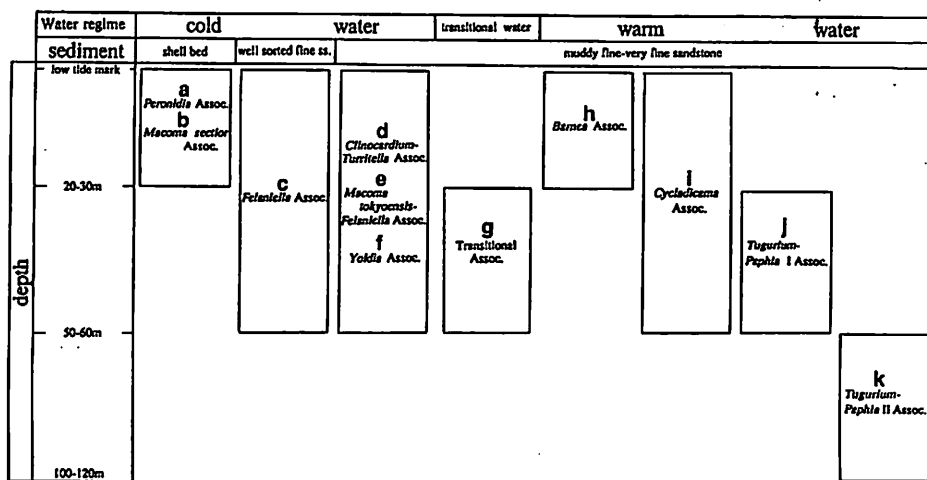 Water regime cold water transitional water warm water
sediment shell bed well sorted fine ss. muddy fine-very fine sandstone
depth
low tide mark
20-30m
50-60m
100-120m
a
Peronidia Assoc.
b
Macoma sector
Assoc.
c
Felaniella Assoc.
d
Clinocardium-
Turritella Assoc.
e
Macoma
tokyoensis-
Felaniella Assoc.
f
Yoldia Assoc.
g
Transitional
Assoc.
h
Barnea Assoc.
i
Cycladicama
Assoc.
j
Tugurium-
Paphia I Assoc.
k
Tugurium-
Paphia II Assoc.